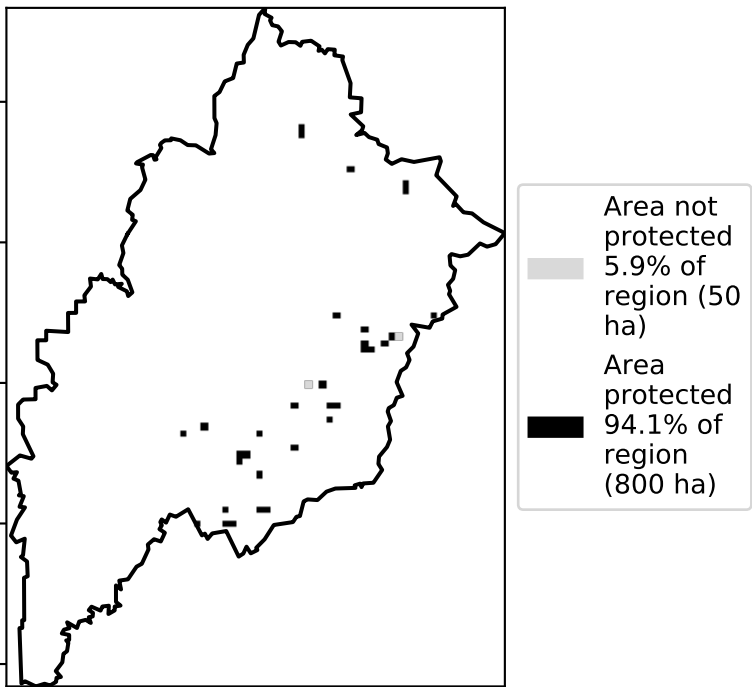 Area not
protected
5.9% of
region (50
ha)
Area
protected
94.1% of
region
(800 ha)